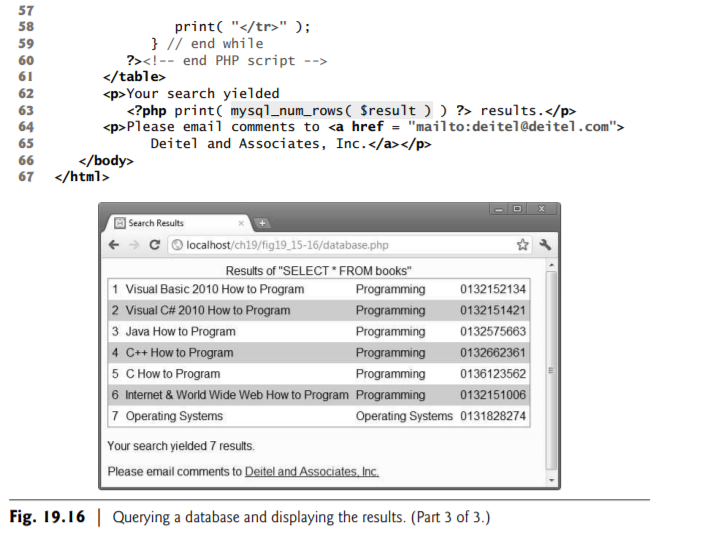 57
58 print( "</tr>" );
59 } // end while
60 ?><!-- end PHP script -->
61 </table>
62 <p>Your search yielded
63 <?php print( mysql_num_rows( $result ) ) ?> results.</p>
64 <p>Please email comments to <a href = "mailto:deitel@deitel.com">
65 Deitel and Associates, Inc.</a></p>
66 </body>
67 </html>
Search Results
localhost/ch19/fig19_15-16/database.php
Results of "SELECT * FROM books"
1 Visual Basic 2010 How to Program Programming 0132152134
2 Visual C# 2010 How to Program Programming 0132151421
3 Java How to Program Programming 0132575663
4 C++ How to Program Programming 0132662361
5 C How to Program Programming 0136123562
6 Internet & World Wide Web How to Program Programming 0132151006
7 Operating Systems Operating Systems 0131828274
Your search yielded 7 results.
Please email comments to Deitel and Associates, Inc.
Fig. 19.16 | Querying a database and displaying the results. (Part 3 of 3.)